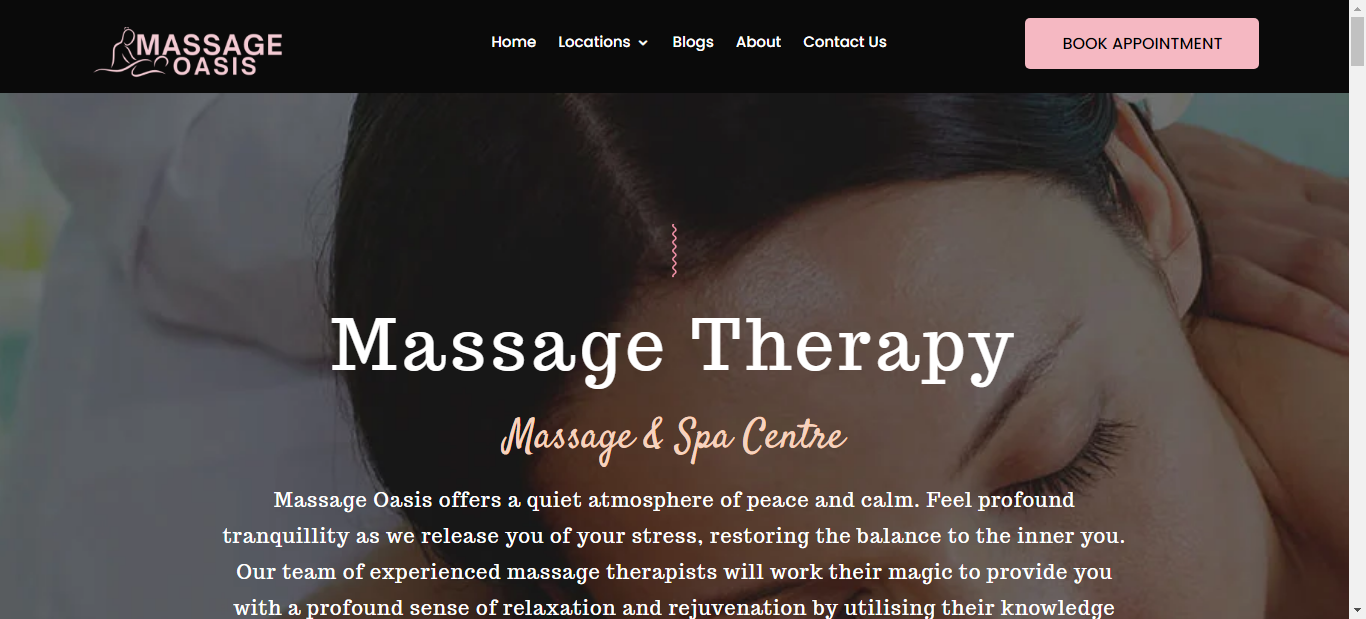 MASSAGE
OASIS
Home Locations Blogs About Contact Us
BOOK APPOINTMENT
Massage Therapy
Massage & Spa Centre
Massage Oasis offers a quiet atmosphere of peace and calm. Feel profound
tranquillity as we release you of your stress, restoring the balance to the inner you.
Our team of experienced massage therapists will work their magic to provide you
with a profound sense of relaxation and rejuvenation by utilising their knowledge